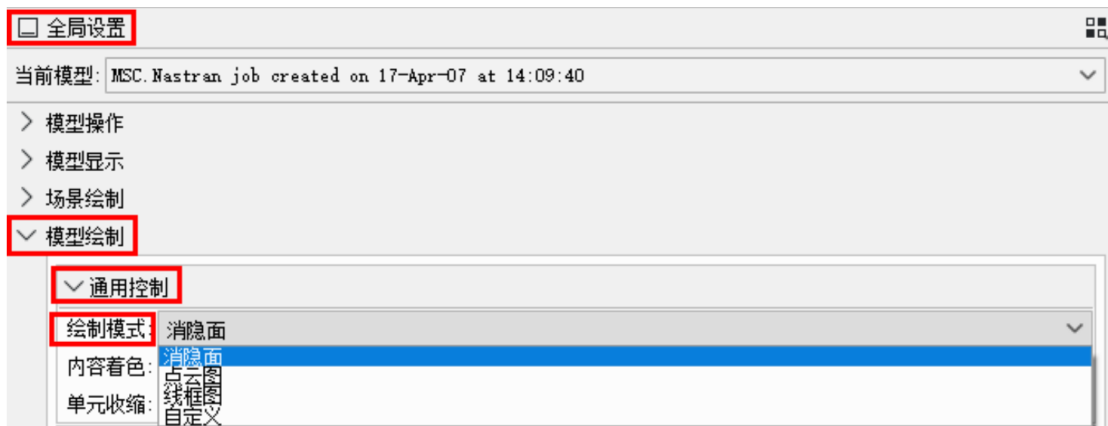 全局设置
当前模型: MSC.Nastran job created on 17-Apr-07 at 14:09:40
模型操作
模型显示
场景绘制
模型绘制
通用控制
绘制模式: 消隐面
消隐面
内容着色:
点云图
线框图
单元收缩:
自定义